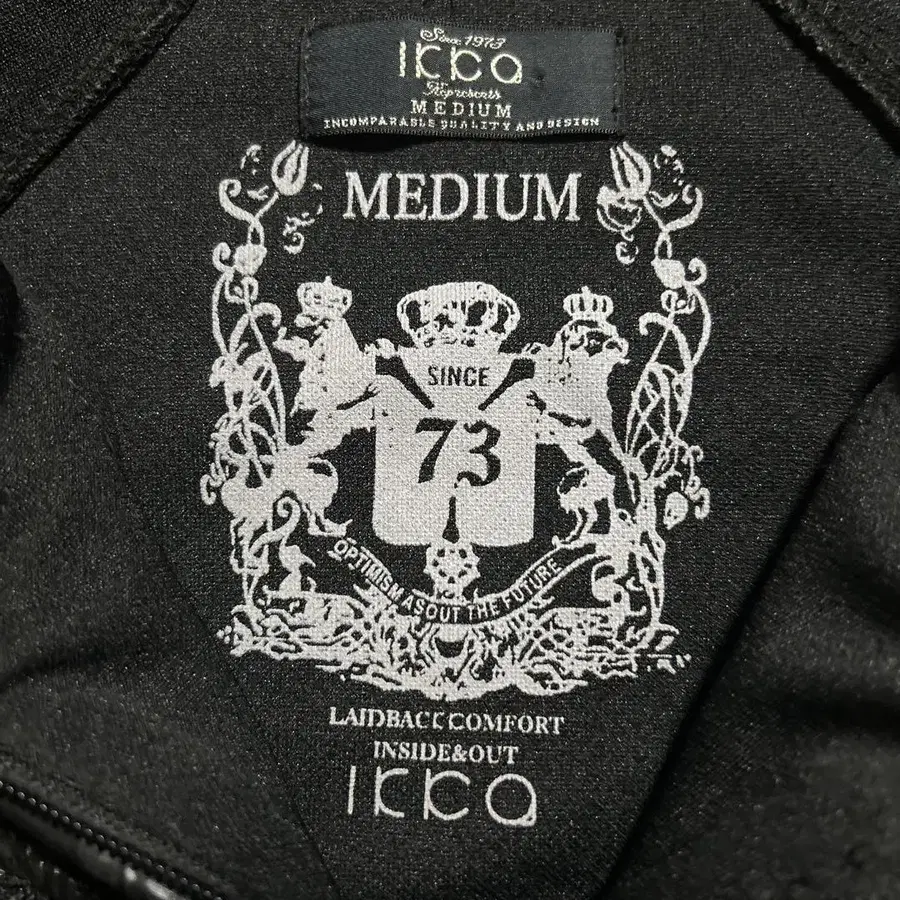 Since 1973
ikka
Represents
MEDIUM
INCOMPARABLE QUALITY AND DESIGN
MEDIUM
SINCE
73
OPTIMISM ABOUT THE FUTURE
LAIDBACK COMFORT
INSIDE&OUT
ikka